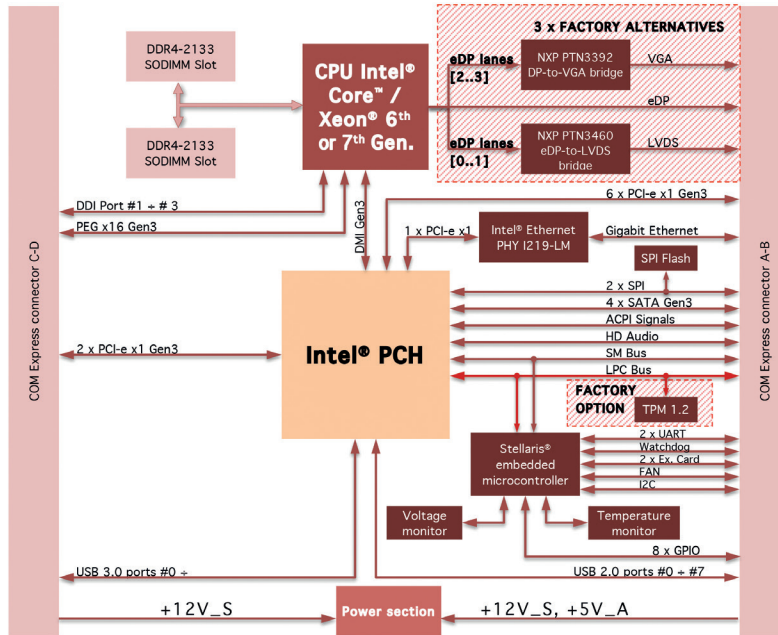 3 x FACTORY ALTERNATIVES
DDR4-2133
SODIMM Slot
CPU Intel®
Core™ /
Xeon® 6th
or 7th Gen.
eDP lanes
[2..3]
NXP PTN3392
DP-to-VGA bridge
VGA
eDP
DDR4-2133
SODIMM Slot
eDP lanes
[0..1]
NXP PTN3460
eDP-to-LVDS
bridge
LVDS
DDI Port #1 ÷ # 3
6 x PCI-e x1 Gen3
PEG x16 Gen3
DMI Gen3
1 x PCI-e x1
Intel® Ethernet
PHY I219-LM
Gigabit Ethernet
SPI Flash
COM Express connector C-D
COM Express connector A-B
2 x SPI
4 x SATA Gen3
ACPI Signals
HD Audio
2 x PCI-e x1 Gen3
Intel® PCH
SM Bus
LPC Bus
FACTORY
OPTION
TPM 1.2
Stellaris®
embedded
microcontroller
2 x UART
Watchdog
2 x Ex. Card
FAN
I2C
Voltage
monitor
Temperature
monitor
8 x GPIO
USB 3.0 ports #0 ÷
USB 2.0 ports #0 ÷ #7
+12V_S
Power section
+12V_S, +5V_A